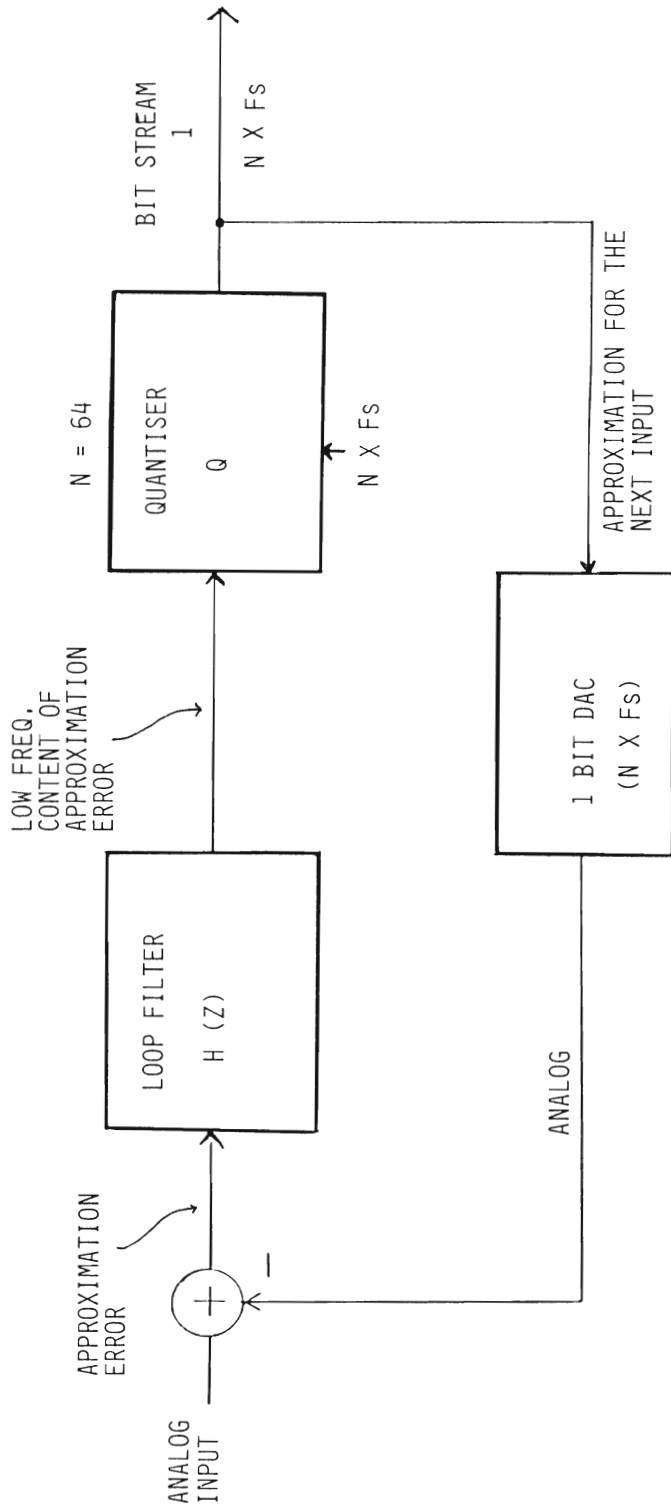 ANALOG
INPUT
APPROXIMATION
ERROR
+
−
LOOP FILTER
H (Z)
LOW FREQ.
CONTENT OF
APPROXIMATION
ERROR
N = 64
QUANTISER
Q
N X Fs
BIT STREAM
1
N X Fs
APPROXIMATION FOR THE
NEXT INPUT
1 BIT DAC
(N X Fs)
ANALOG